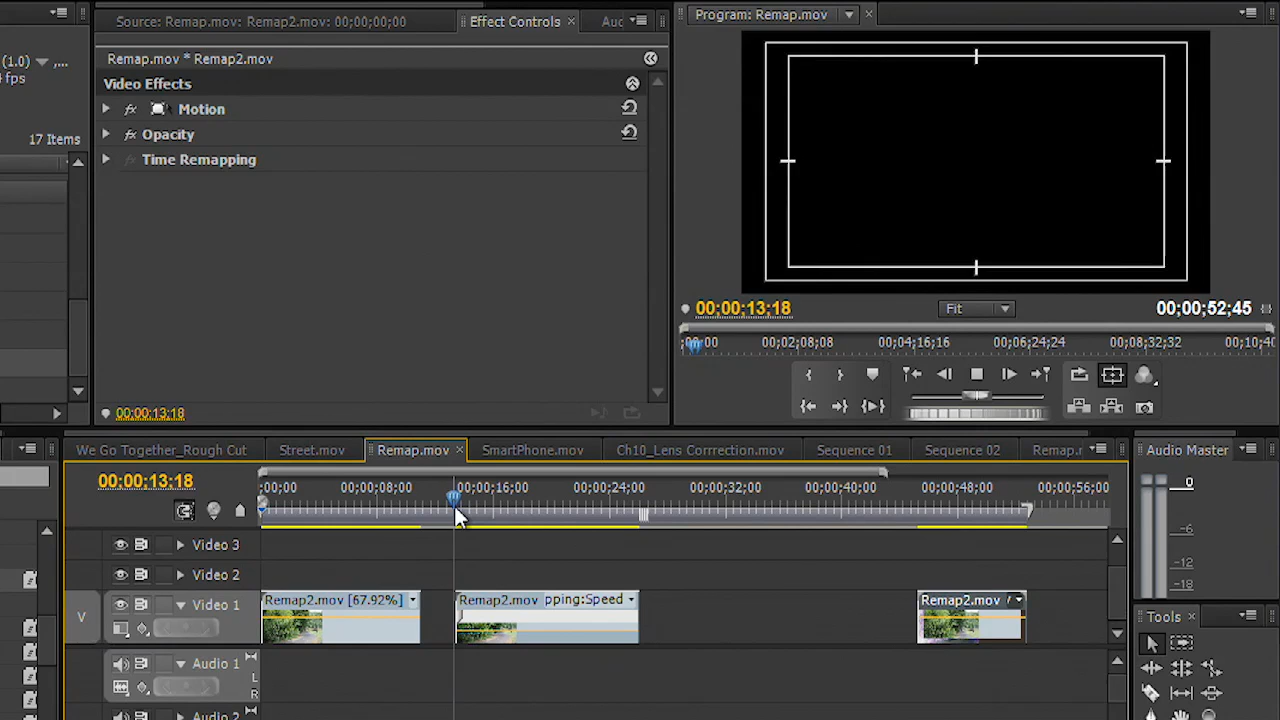 Source: Remap.mov: Remap2.mov: 00;00;00;00
Effect Controls ×
Program: Remap.mov ×
(1.0)
fps
17 Items
Remap.mov * Remap2.mov
Video Effects
fx Motion
fx Opacity
fx Time Remapping
00:00:13:18
00;00;13;18
Fit
00;00;52;45
;00;00
00;02;08;08
00;04;16;16
00;06;24;24
00;08;32;32
We Go Together_Rough Cut
Street.mov
Remap.mov ×
SmartPhone.mov
Ch10_Lens Corrrection.mov
Sequence 01
Sequence 02
00:00:13:18
;00;00
00;00;08;00
00;00;16;00
00;00;24;00
00;00;32;00
00;00;40;00
00;00;48;00
00;00;56;00
Video 3
Video 2
V
Video 1
Remap2.mov [67.92%]
Remap2.mov pping:Speed
Remap2.mov
Audio 1
L
R
Audio 2
Audio Master
0
-6
-12
-18
Tools ×